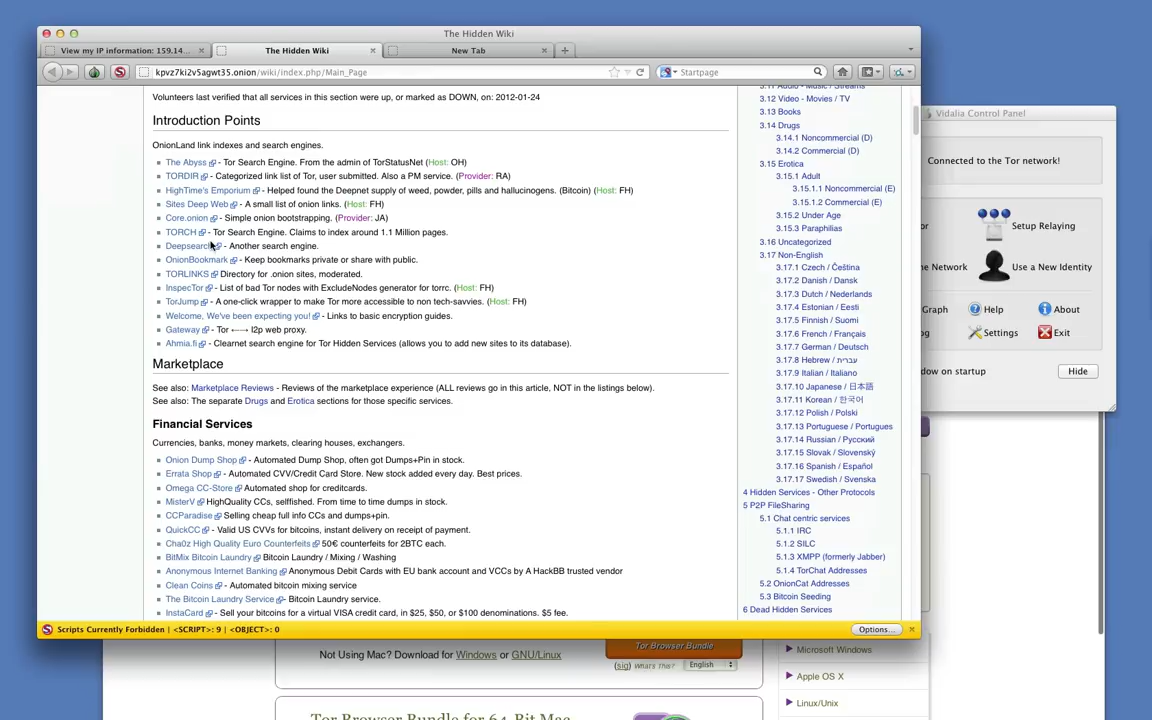 The Hidden Wiki
View my IP information: 159.14...
The Hidden Wiki
New Tab
kpvz7ki2v5agwt35.onion/wiki/index.php/Main_Page
Startpage
Volunteers last verified that all services in this section were up, or marked as DOWN, on: 2012-01-24
Introduction Points
OnionLand link indexes and search engines.
The Abyss - Tor Search Engine. From the admin of TorStatusNet (Host: OH)
TORDIR - Categorized link list of Tor, user submitted. Also a PM service. (Provider: RA)
HighTime's Emporium - Helped found the Deepnet supply of weed, powder, pills and hallucinogens. (Bitcoin) (Host: FH)
Sites Deep Web - A small list of onion links. (Host: FH)
Core.onion - Simple onion bootstrapping. (Provider: JA)
TORCH - Tor Search Engine. Claims to index around 1.1 Million pages.
Deepsearch - Another search engine.
OnionBookmark - Keep bookmarks private or share with public.
TORLINKS Directory for .onion sites, moderated.
InspecTor - List of bad Tor nodes with ExcludeNodes generator for torrc. (Host: FH)
TorJump - A one-click wrapper to make Tor more accessible to non tech-savvies. (Host: FH)
Welcome, We've been expecting you! - Links to basic encryption guides.
Gateway - Tor ←→ I2p web proxy.
Ahmia.fi - Clearnet search engine for Tor Hidden Services (allows you to add new sites to its database).
Marketplace
See also: Marketplace Reviews - Reviews of the marketplace experience (ALL reviews go in this article, NOT in the listings below).
See also: The separate Drugs and Erotica sections for those specific services.
Financial Services
Currencies, banks, money markets, clearing houses, exchangers.
Onion Dump Shop - Automated Dump Shop, often got Dumps+Pin in stock.
Errata Shop - Automated CVV/Credit Card Store. New stock added every day. Best prices.
Omega CC-Store - Automated shop for creditcards.
MisterV HighQuality CCs, selffished. From time to time dumps in stock.
CCParadise Selling cheap full info CCs and dumps+pin.
QuickCC - Valid US CVVs for bitcoins, instant delivery on receipt of payment.
Cha0z High Quality Euro Counterfeits 50€ counterfeits for 2BTC each.
BitMix Bitcoin Laundry Bitcoin Laundry / Mixing / Washing
Anonymous Internet Banking Anonymous Debit Cards with EU bank account and VCCs by A HackBB trusted vendor
Clean Coins - Automated bitcoin mixing service
The Bitcoin Laundry Service - Bitcoin Laundry service.
InstaCard - Sell your bitcoins for a virtual VISA credit card, in $25, $50, or $100 denominations. $5 fee.
3.11 Audio - Music / Streams
3.12 Video - Movies / TV
3.13 Books
3.14 Drugs
3.14.1 Noncommercial (D)
3.14.2 Commercial (D)
3.15 Erotica
3.15.1 Adult
3.15.1.1 Noncommercial (E)
3.15.1.2 Commercial (E)
3.15.2 Under Age
3.15.3 Paraphilias
3.16 Uncategorized
3.17 Non-English
3.17.1 Czech / Čeština
3.17.2 Danish / Dansk
3.17.3 Dutch / Nederlands
3.17.4 Estonian / Eesti
3.17.5 Finnish / Suomi
3.17.6 French / Français
3.17.7 German / Deutsch
3.17.8 Hebrew / עברית
3.17.9 Italian / Italiano
3.17.10 Japanese / 日本語
3.17.11 Korean / 한국어
3.17.12 Polish / Polski
3.17.13 Portuguese / Portugues
3.17.14 Russian / Русский
3.17.15 Slovak / Slovenský
3.17.16 Spanish / Español
3.17.17 Swedish / Svenska
4 Hidden Services - Other Protocols
5 P2P FileSharing
5.1 Chat centric services
5.1.1 IRC
5.1.2 SILC
5.1.3 XMPP (formerly Jabber)
5.1.4 TorChat Addresses
5.2 OnionCat Addresses
5.3 Bitcoin Seeding
6 Dead Hidden Services
Scripts Currently Forbidden | <SCRIPT>: 9 | <OBJECT>: 0
Options...
Vidalia Control Panel
Connected to the Tor network!
Setup Relaying
e Network
Use a New Identity
Graph
Help
About
Settings
Exit
dow on startup
Hide
Not Using Mac? Download for Windows or GNU/Linux
Tor Browser Bundle
(sig) What's This?
English
Tor Browser Bundle for 64-Bit Mac
Microsoft Windows
Apple OS X
Linux/Unix